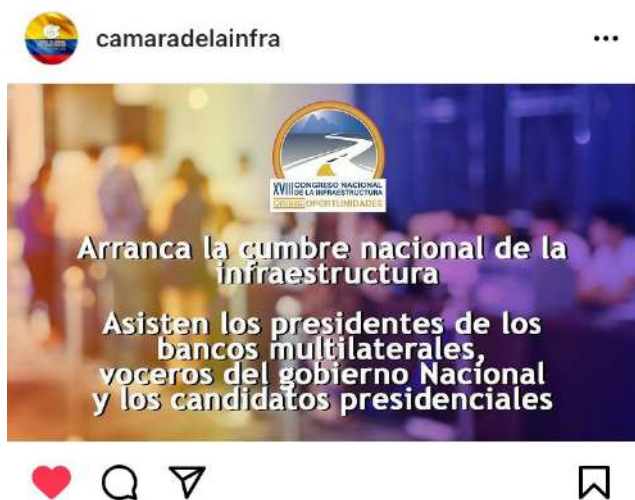 camaradelainfra
XVIII CONGRESO NACIONAL
DE LA INFRAESTRUCTURA
OPORTUNIDADES
Arranca la cumbre nacional de la
infraestructura
Asisten los presidentes de los
bancos multilaterales,
voceros del gobierno Nacional
y los candidatos presidenciales